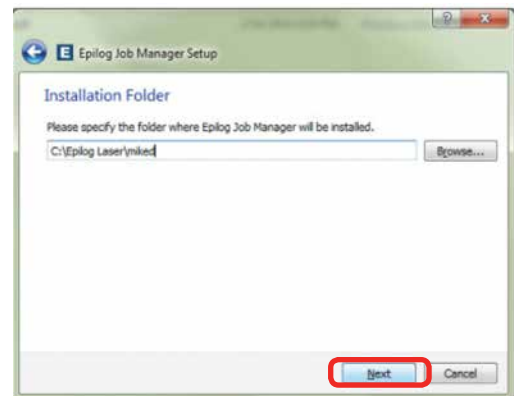 Epilog Job Manager Setup
Installation Folder
Please specify the folder where Epilog Job Manager will be installed.
C:\Epilog Laser\miked
Browse...
Next
Cancel